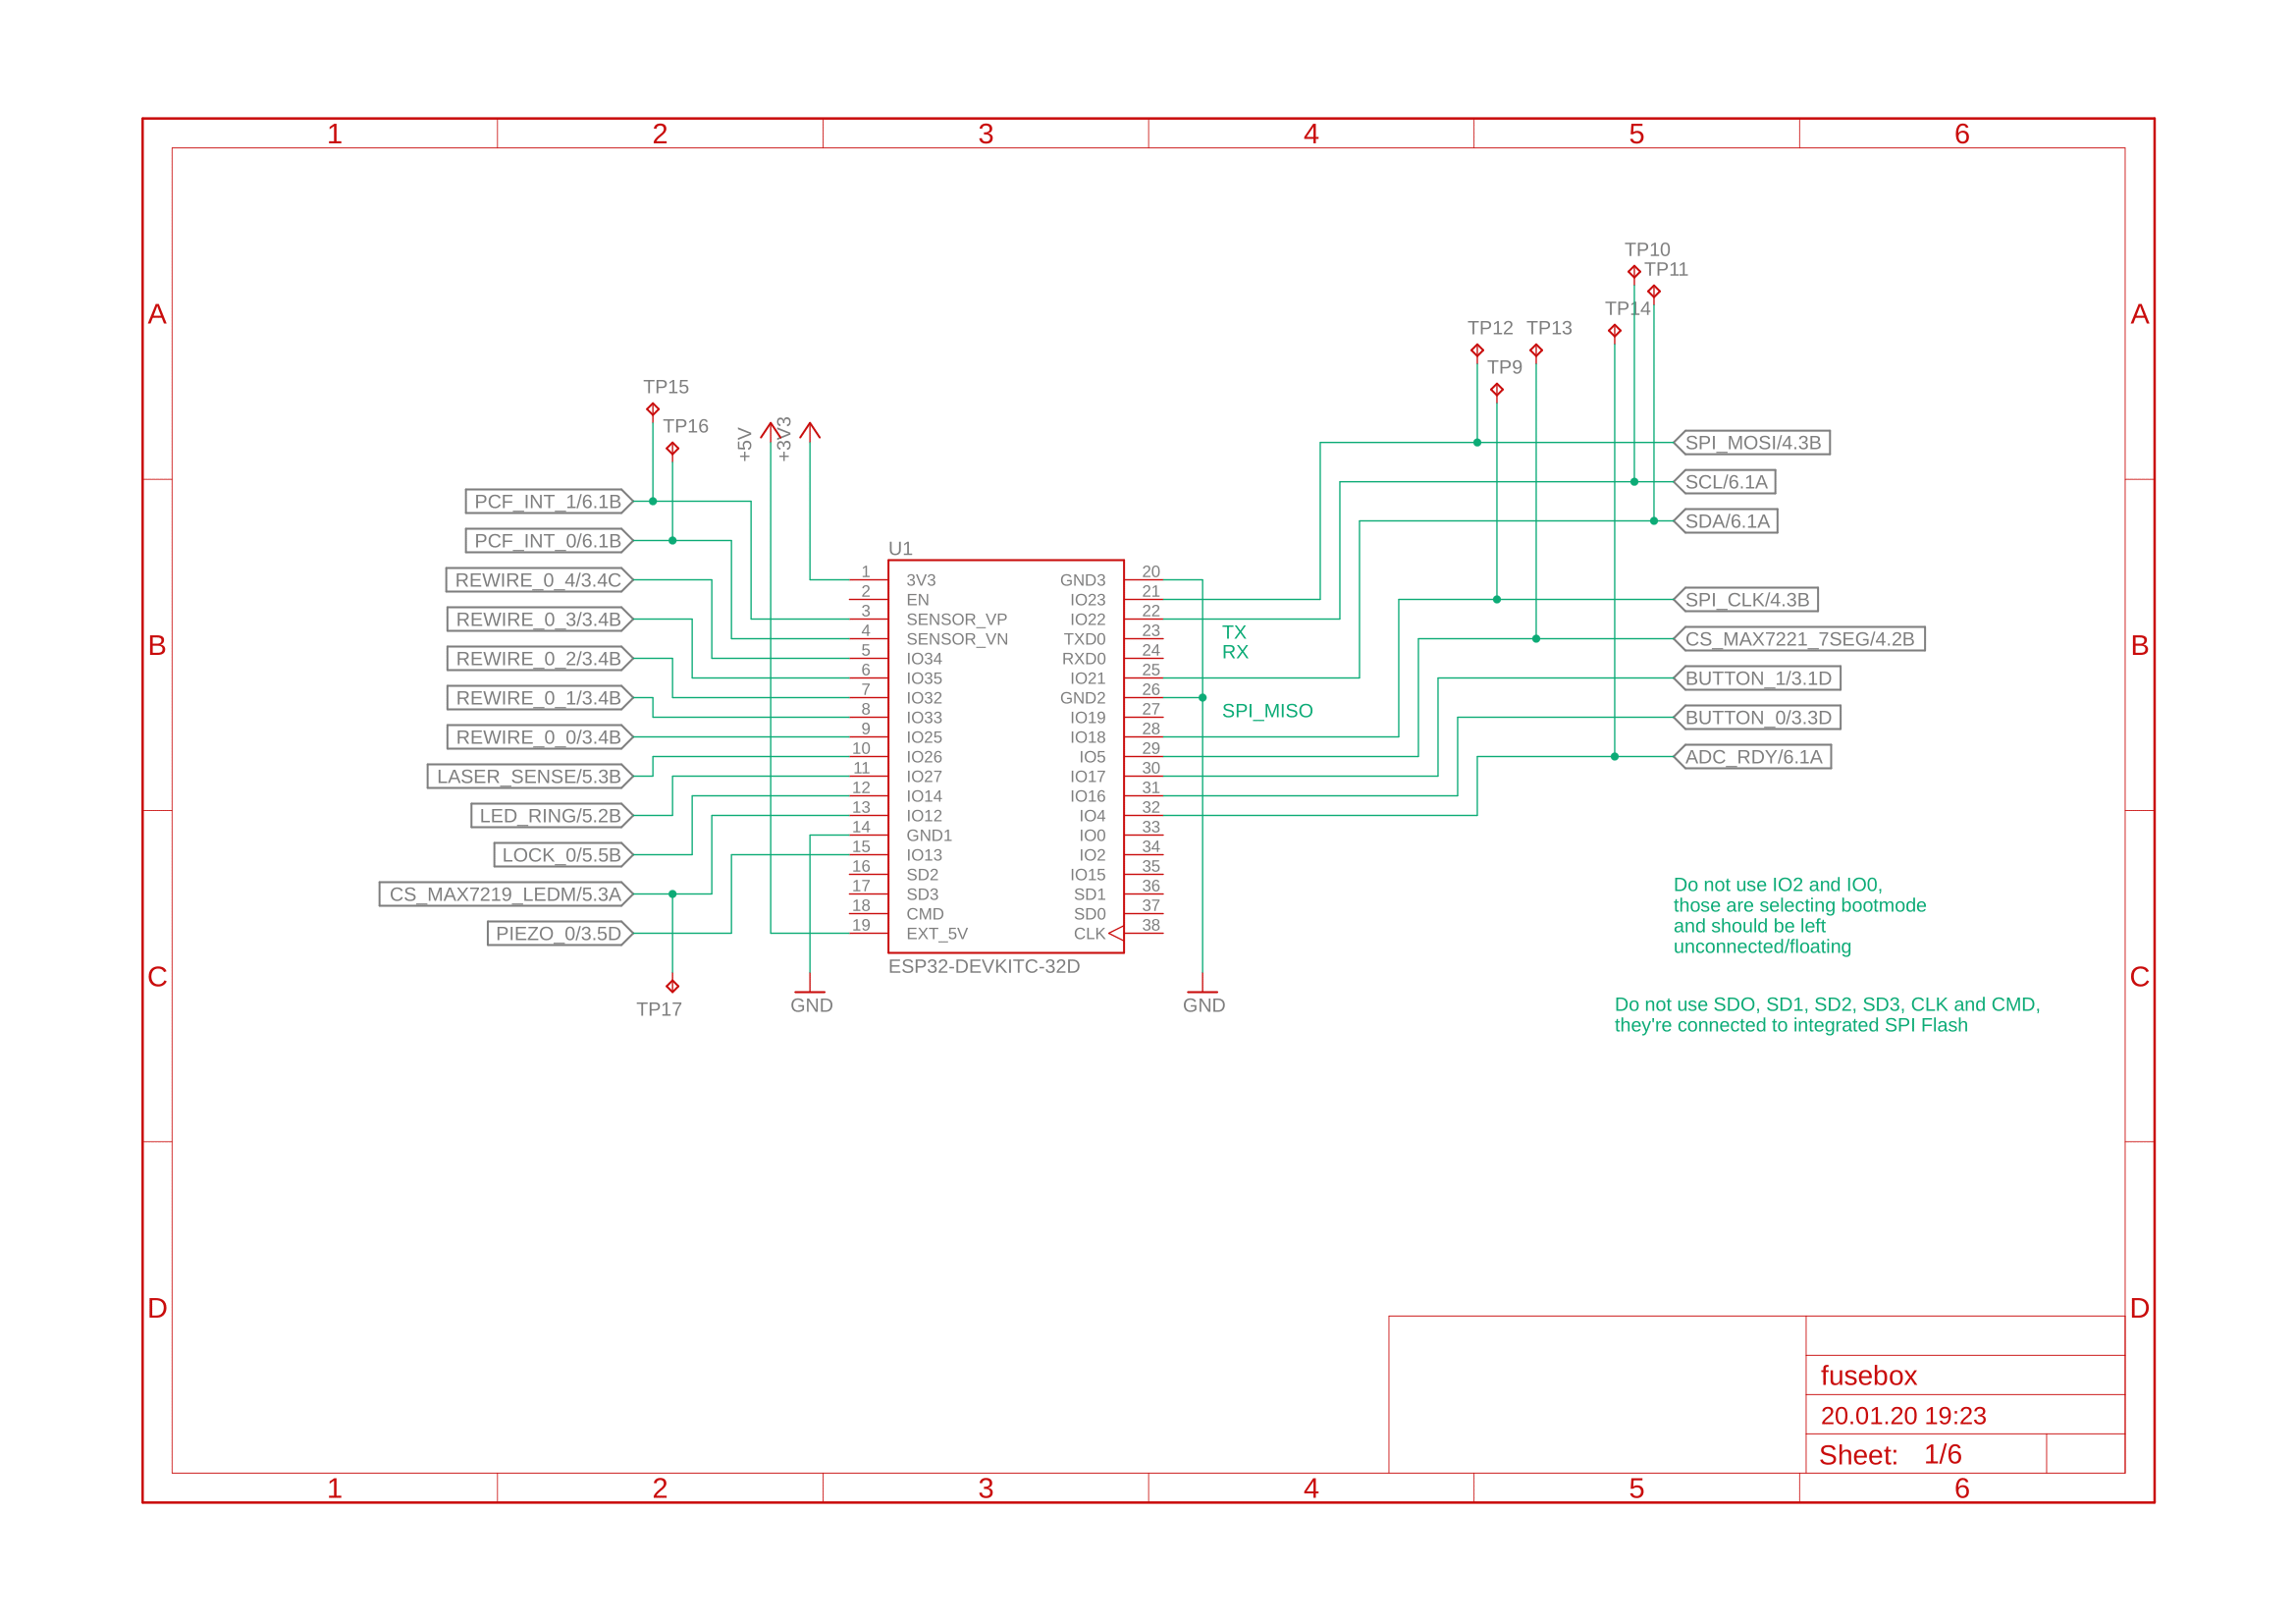 1 2 3 4 5 6
A A
B B
C C
D D
TP10
TP11
TP14
TP12 TP13
TP9
TP15
TP16
+5V
+3V3
SPI_MOSI/4.3B
SCL/6.1A
SDA/6.1A
SPI_CLK/4.3B
CS_MAX7221_7SEG/4.2B
BUTTON_1/3.1D
BUTTON_0/3.3D
ADC_RDY/6.1A
PCF_INT_1/6.1B
PCF_INT_0/6.1B
REWIRE_0_4/3.4C
REWIRE_0_3/3.4B
REWIRE_0_2/3.4B
REWIRE_0_1/3.4B
REWIRE_0_0/3.4B
LASER_SENSE/5.3B
LED_RING/5.2B
LOCK_0/5.5B
CS_MAX7219_LEDM/5.3A
PIEZO_0/3.5D
TP17
U1
1 3V3 GND3 20
2 EN IO23 21
3 SENSOR_VP IO22 22
4 SENSOR_VN TXD0 23
5 IO34 RXD0 24
6 IO35 IO21 25
7 IO32 GND2 26
8 IO33 IO19 27
9 IO25 IO18 28
10 IO26 IO5 29
11 IO27 IO17 30
12 IO14 IO16 31
13 IO12 IO4 32
14 GND1 IO0 33
15 IO13 IO2 34
16 SD2 IO15 35
17 SD3 SD1 36
18 CMD SD0 37
19 EXT_5V CLK 38
ESP32-DEVKITC-32D
GND
GND
TX
RX
SPI_MISO
Do not use IO2 and IO0,
those are selecting bootmode
and should be left
unconnected/floating
Do not use SDO, SD1, SD2, SD3, CLK and CMD,
they're connected to integrated SPI Flash
fusebox
20.01.20 19:23
Sheet: 1/6
1 2 3 4 5 6